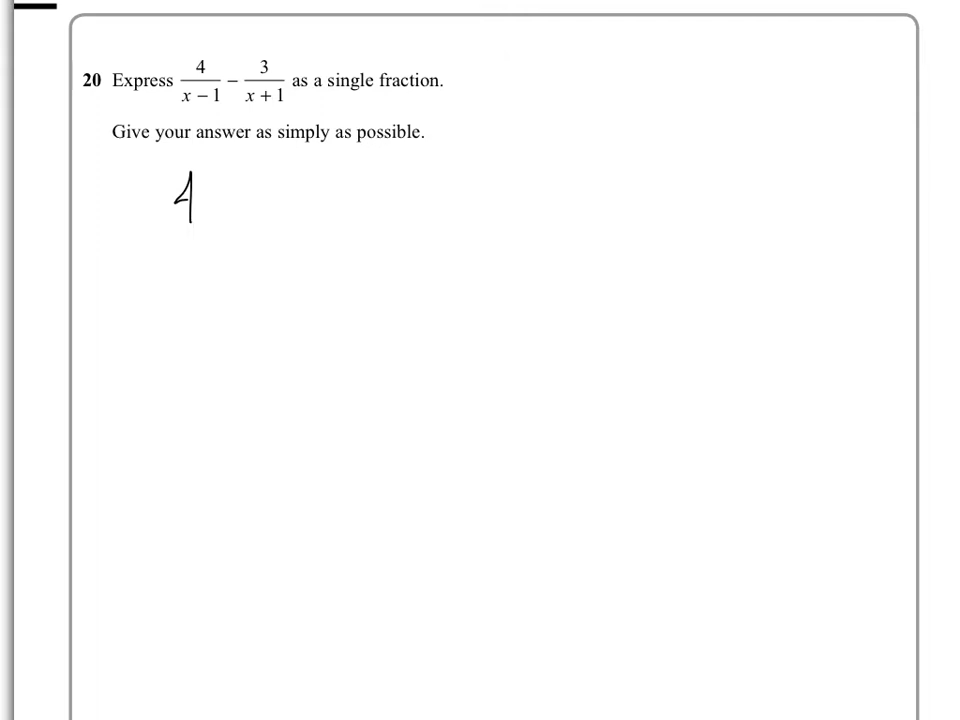 20 Express 4/(x − 1) − 3/(x + 1) as a single fraction.
Give your answer as simply as possible.
4